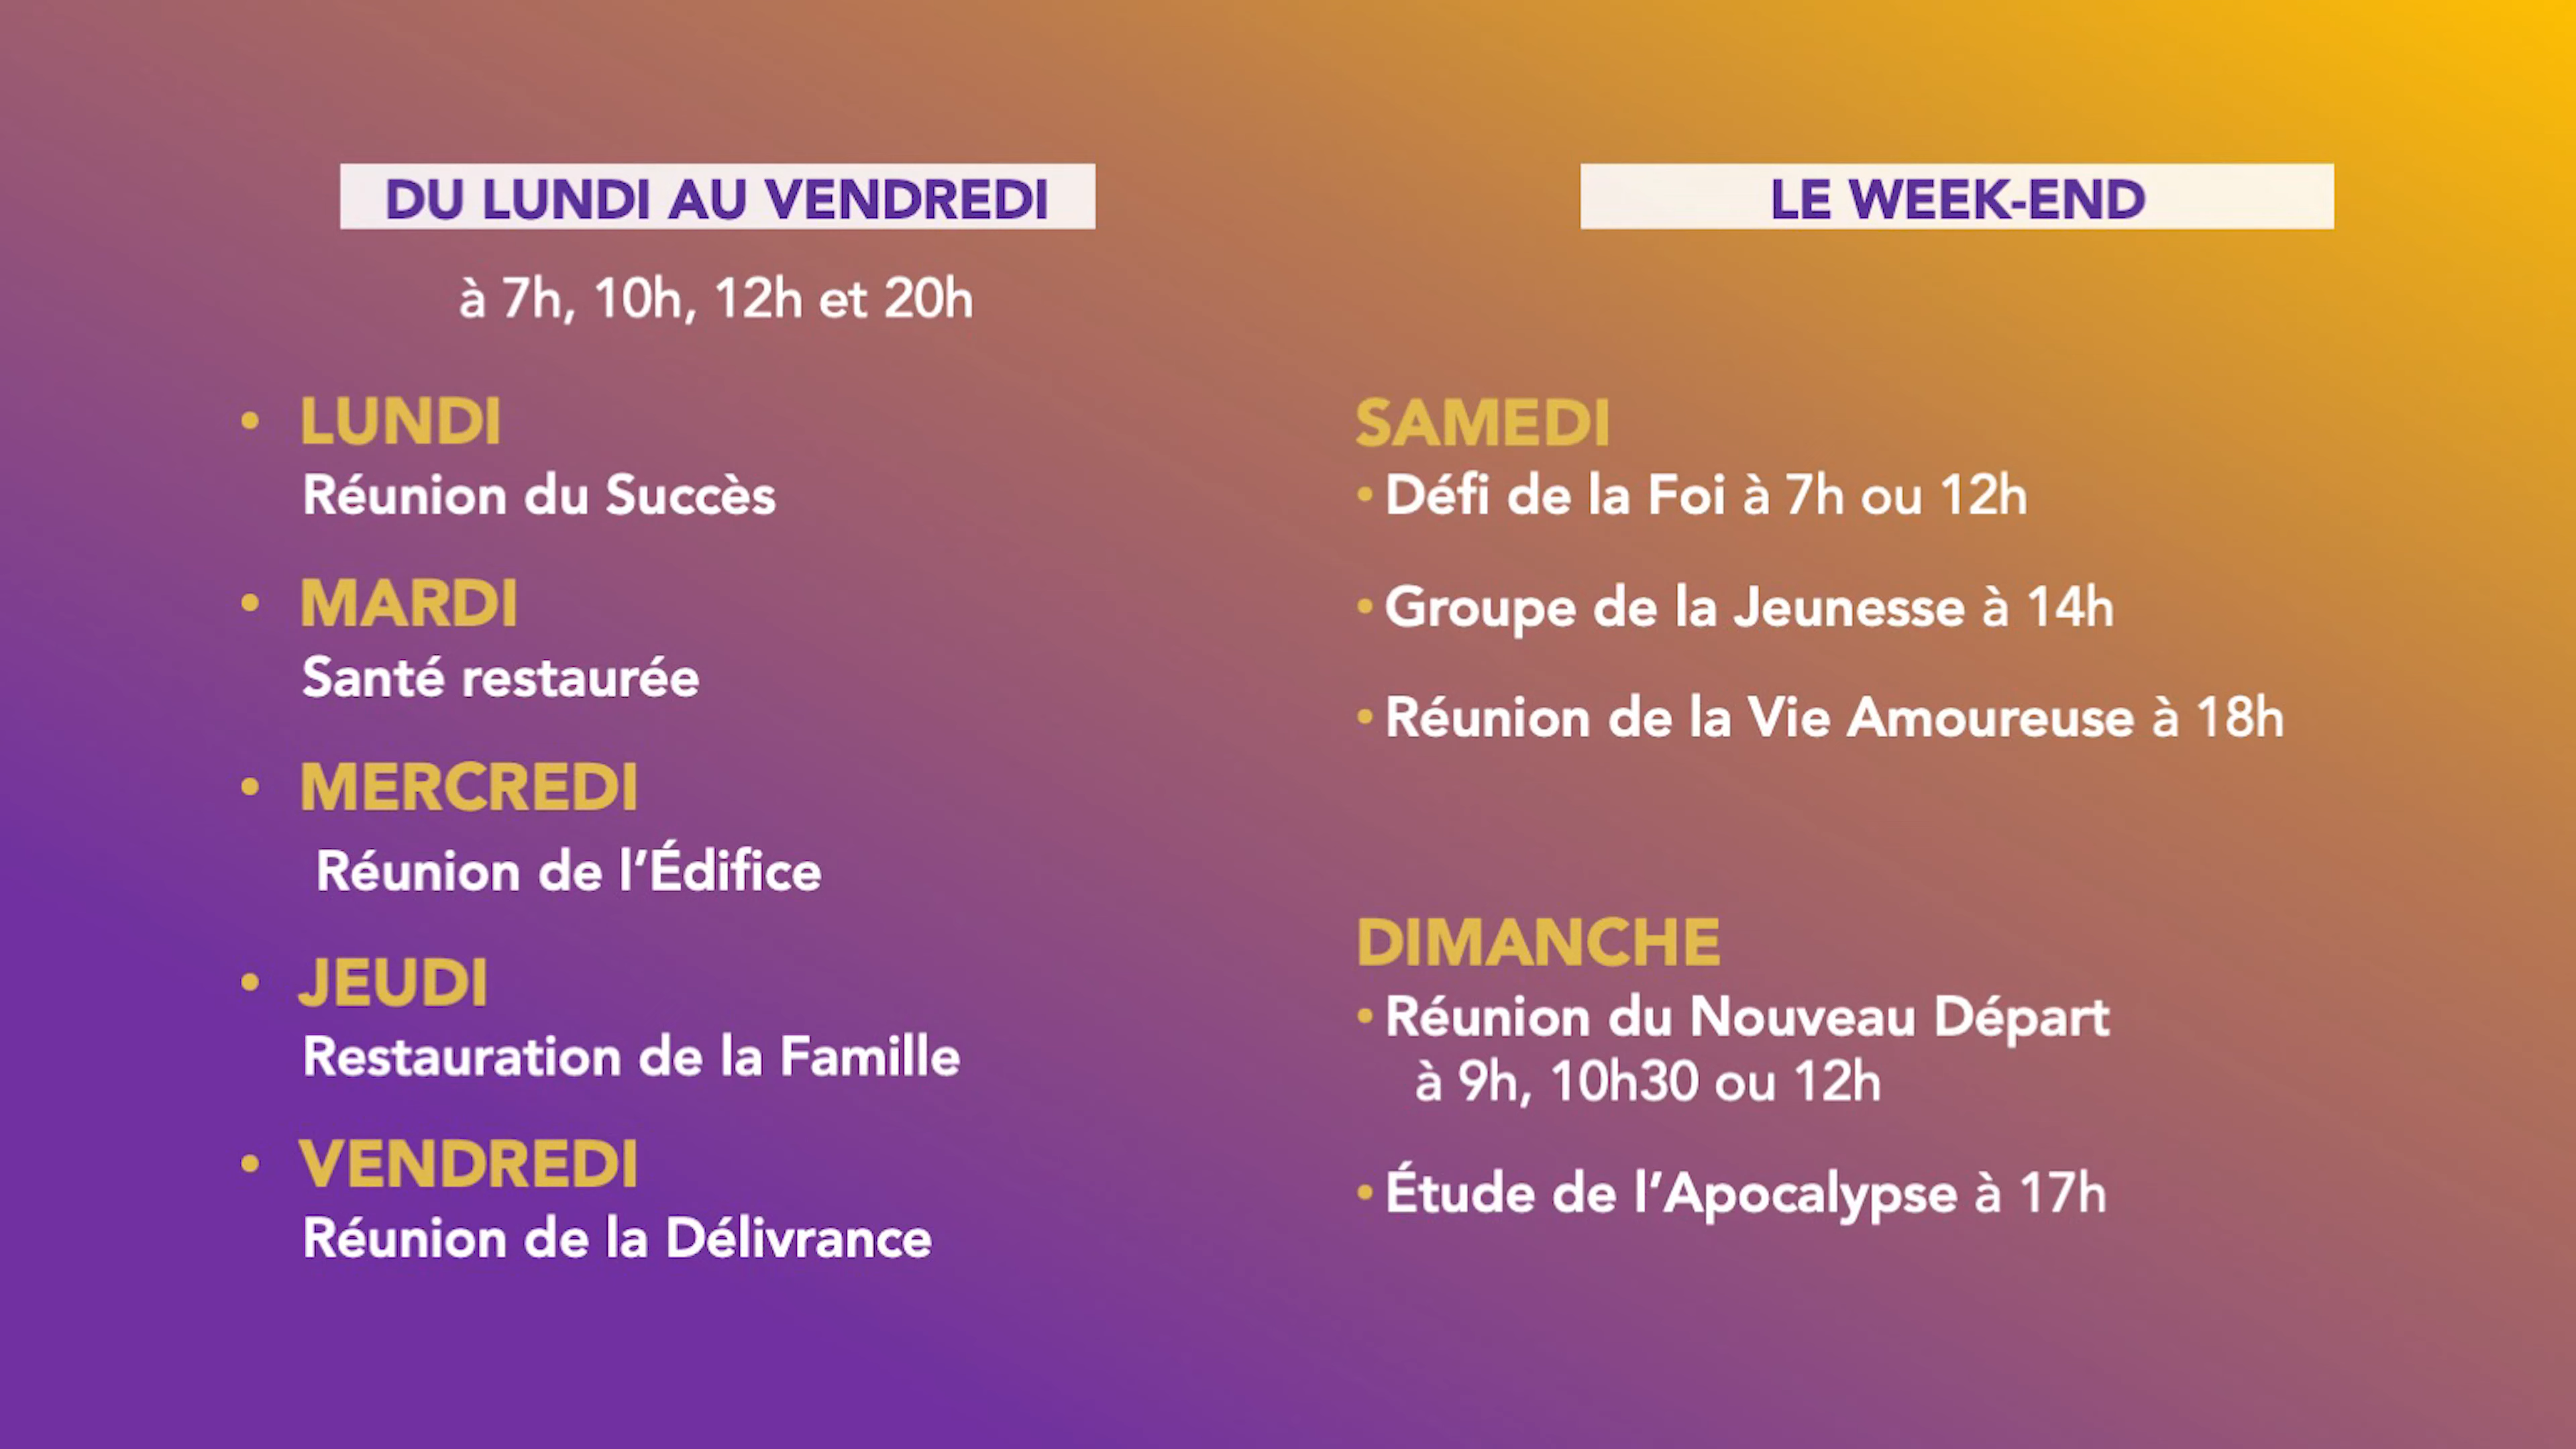 DU LUNDI AU VENDREDI
à 7h, 10h, 12h et 20h
• LUNDI
Réunion du Succès
• MARDI
Santé restaurée
• MERCREDI
Réunion de l’Édifice
• JEUDI
Restauration de la Famille
• VENDREDI
Réunion de la Délivrance
LE WEEK-END
SAMEDI
• Défi de la Foi à 7h ou 12h
• Groupe de la Jeunesse à 14h
• Réunion de la Vie Amoureuse à 18h
DIMANCHE
• Réunion du Nouveau Départ
à 9h, 10h30 ou 12h
• Étude de l’Apocalypse à 17h